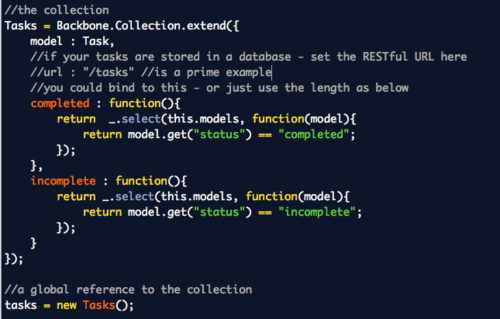 //the collection
Tasks = Backbone.Collection.extend({
    model : Task,
    //if your tasks are stored in a database - set the RESTful URL here
    //url : "/tasks" //is a prime example
    //you could bind to this - or just use the length as below
    completed : function(){
        return  _.select(this.models, function(model){
            return model.get("status") == "completed";
        });
    },
    incomplete : function(){
        return _.select(this.models, function(model){
            return model.get("status") == "incomplete";
        });
    }
});

//a global reference to the collection
tasks = new Tasks();